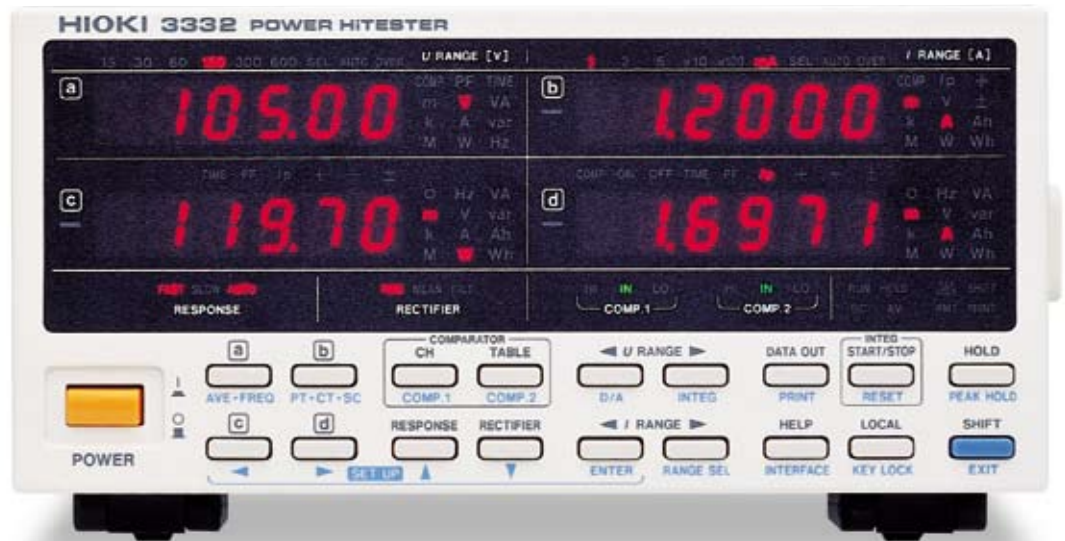 HIOKI 3332 POWER HiTESTER
15 30 60 150 300 600 SEL AUTO OVER U RANGE [V]
1 2 5 x10 x100 mA SEL AUTO OVER I RANGE [A]
a 105.00
COMP PF TIME
m V VA
k A var
M W Hz
b 1.2000
COMP Ip +
m V ±
k A Ah
M W Wh
TIME PF Ip + - ±
COMP ON OFF TIME PF Ip + - ±
c 119.70
O Hz VA
m V var
k A Ah
M W Wh
d 1.6971
O Hz VA
m V var
k A Ah
M W Wh
FAST SLOW AUTO
RESPONSE
RMS MEAN
RECTIFIER
HI IN LO
COMP.1
HI IN LO
COMP.2
RUN HELP SHIFT
PRINT
COMPARATOR
INTEG
a b CH TABLE ◀ U RANGE ▶ DATA OUT START/STOP HOLD
AVE•FREQ PT•CT•SC COMP.1 COMP.2 D/A INTEG PRINT RESET PEAK HOLD
c d RESPONSE RECTIFIER ◀ I RANGE ▶ HELP LOCAL SHIFT
POWER
◀ ▶ SET UP ▲ ▼ ENTER RANGE SEL INTERFACE KEY LOCK EXIT